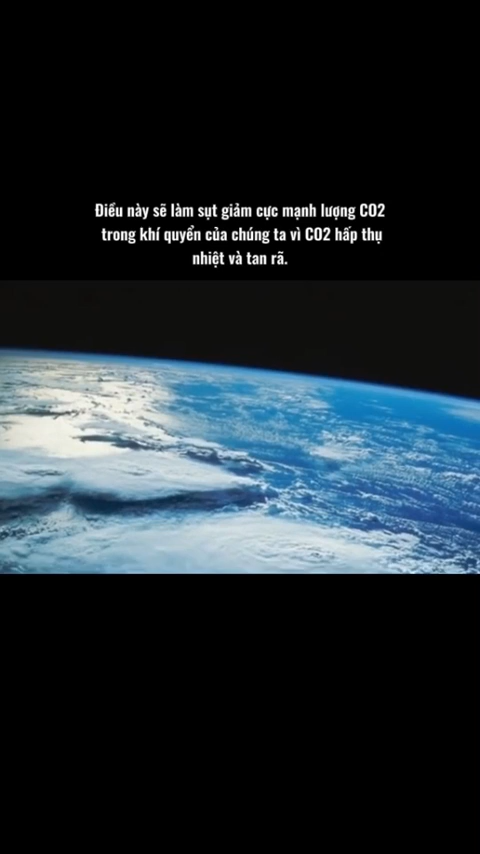 Điều này sẽ làm sụt giảm cực mạnh lượng CO2
trong khí quyển của chúng ta vì CO2 hấp thụ
nhiệt và tan rã.